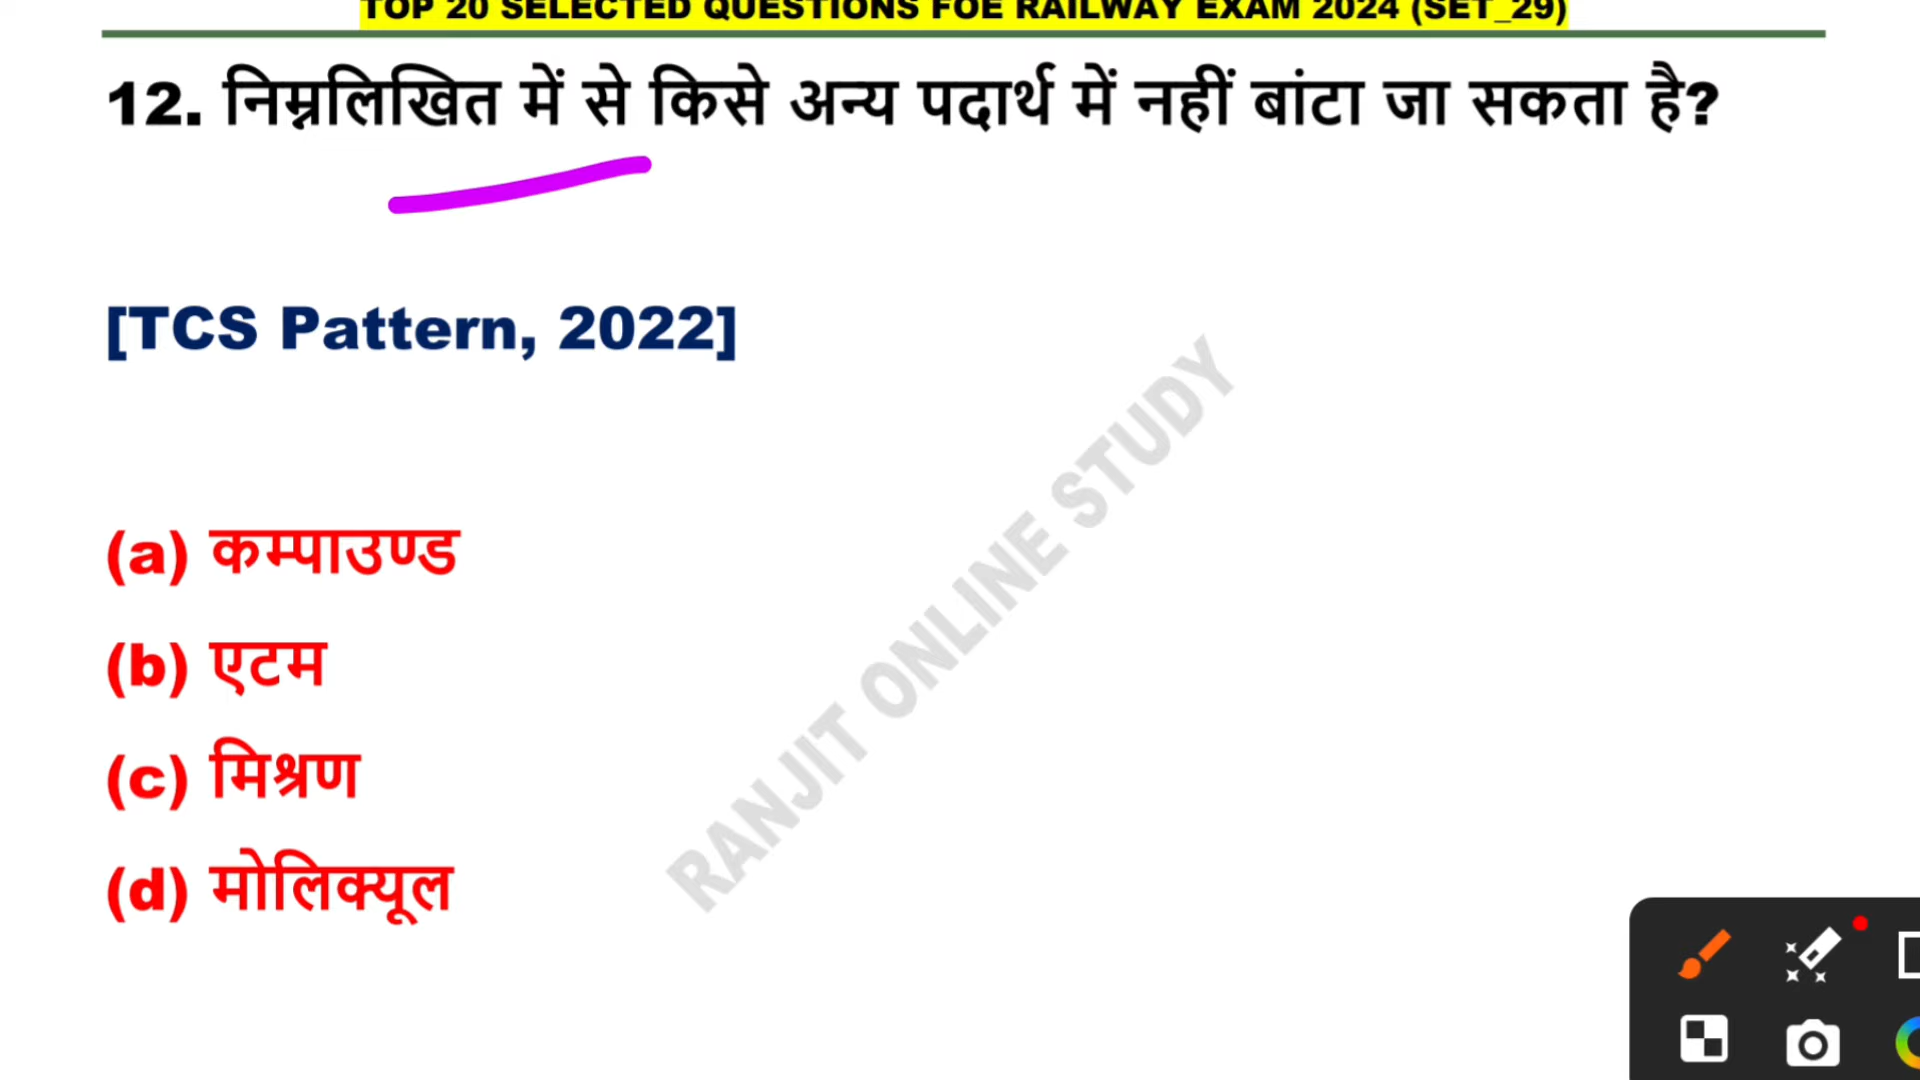 TOP 20 SELECTED QUESTIONS FOE RAILWAY EXAM 2024 (SET_29)
12. निम्नलिखित में से किसे अन्य पदार्थ में नहीं बांटा जा सकता है?
[TCS Pattern, 2022]
(a) कम्पाउण्ड
(b) एटम
(c) मिश्रण
(d) मोलिक्यूल
RANJIT ONLINE STUDY